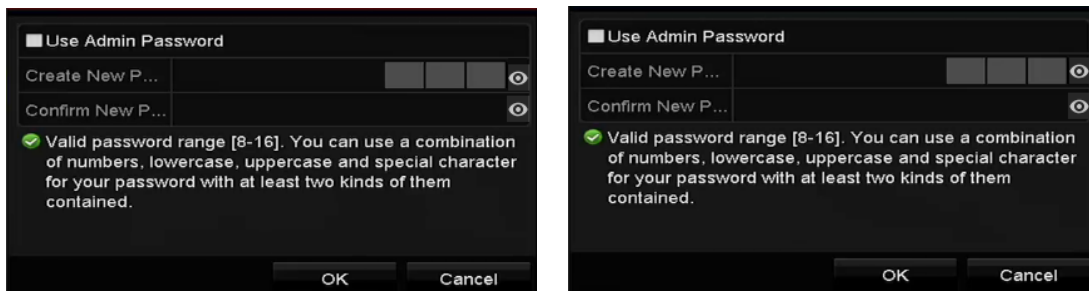 Use Admin Password
Create New P...
Confirm New P...
Valid password range [8-16]. You can use a combination
of numbers, lowercase, uppercase and special character
for your password with at least two kinds of them
contained.
OK Cancel
Use Admin Password
Create New P...
Confirm New P...
Valid password range [8-16]. You can use a combination
of numbers, lowercase, uppercase and special character
for your password with at least two kinds of them
contained.
OK Cancel